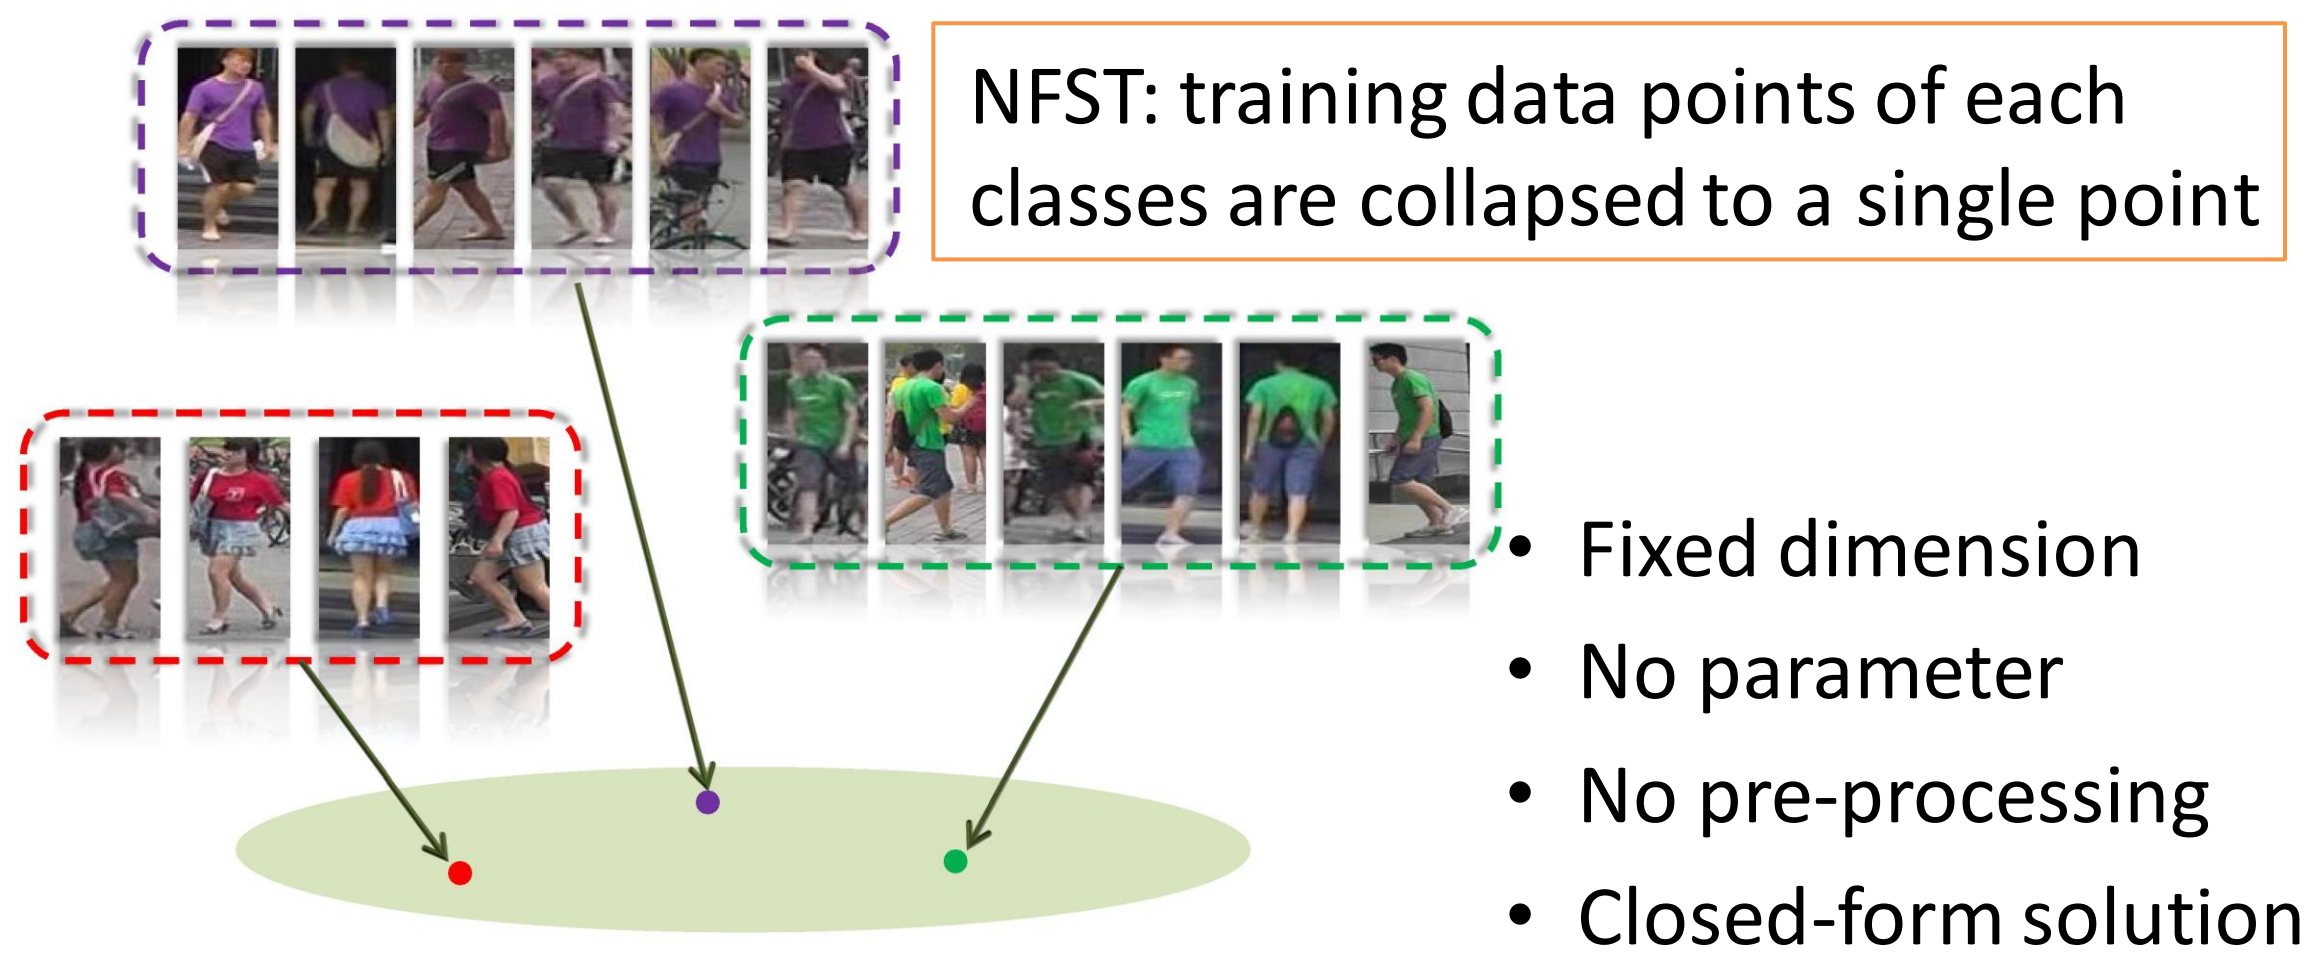 NFST: training data points of each
classes are collapsed to a single point
• Fixed dimension
• No parameter
• No pre-processing
• Closed-form solution